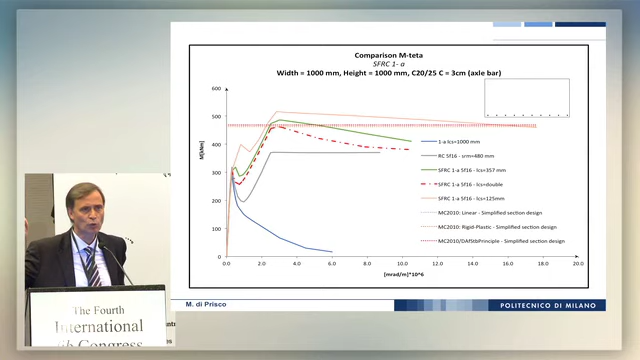 Comparison M-teta
SFRC 1- a
Width = 1000 mm, Height = 1000 mm, C20/25 C = 3cm (axle bar)
600
500
400
300
200
100
0
M[kNm]
0.0 2.0 4.0 6.0 8.0 10.0 12.0 14.0 16.0 18.0 20.0
[mrad/m]*10^6
1-a lcs=1000 mm
RC 5f16 - srm=480 mm
SFRC 1-a 5f16 - lcs=357 mm
SFRC 1-a 5f16 - lcs=double
SFRC 1-a 5f16 - lcs=125mm
MC2010: Linear - Simplified section design
MC2010: Rigid-Plastic - Simplified section design
MC2010/DAfStbPrinciple - Simplified section design
M. di Prisco
POLITECNICO DI MILANO
The Fourth
International
Congress